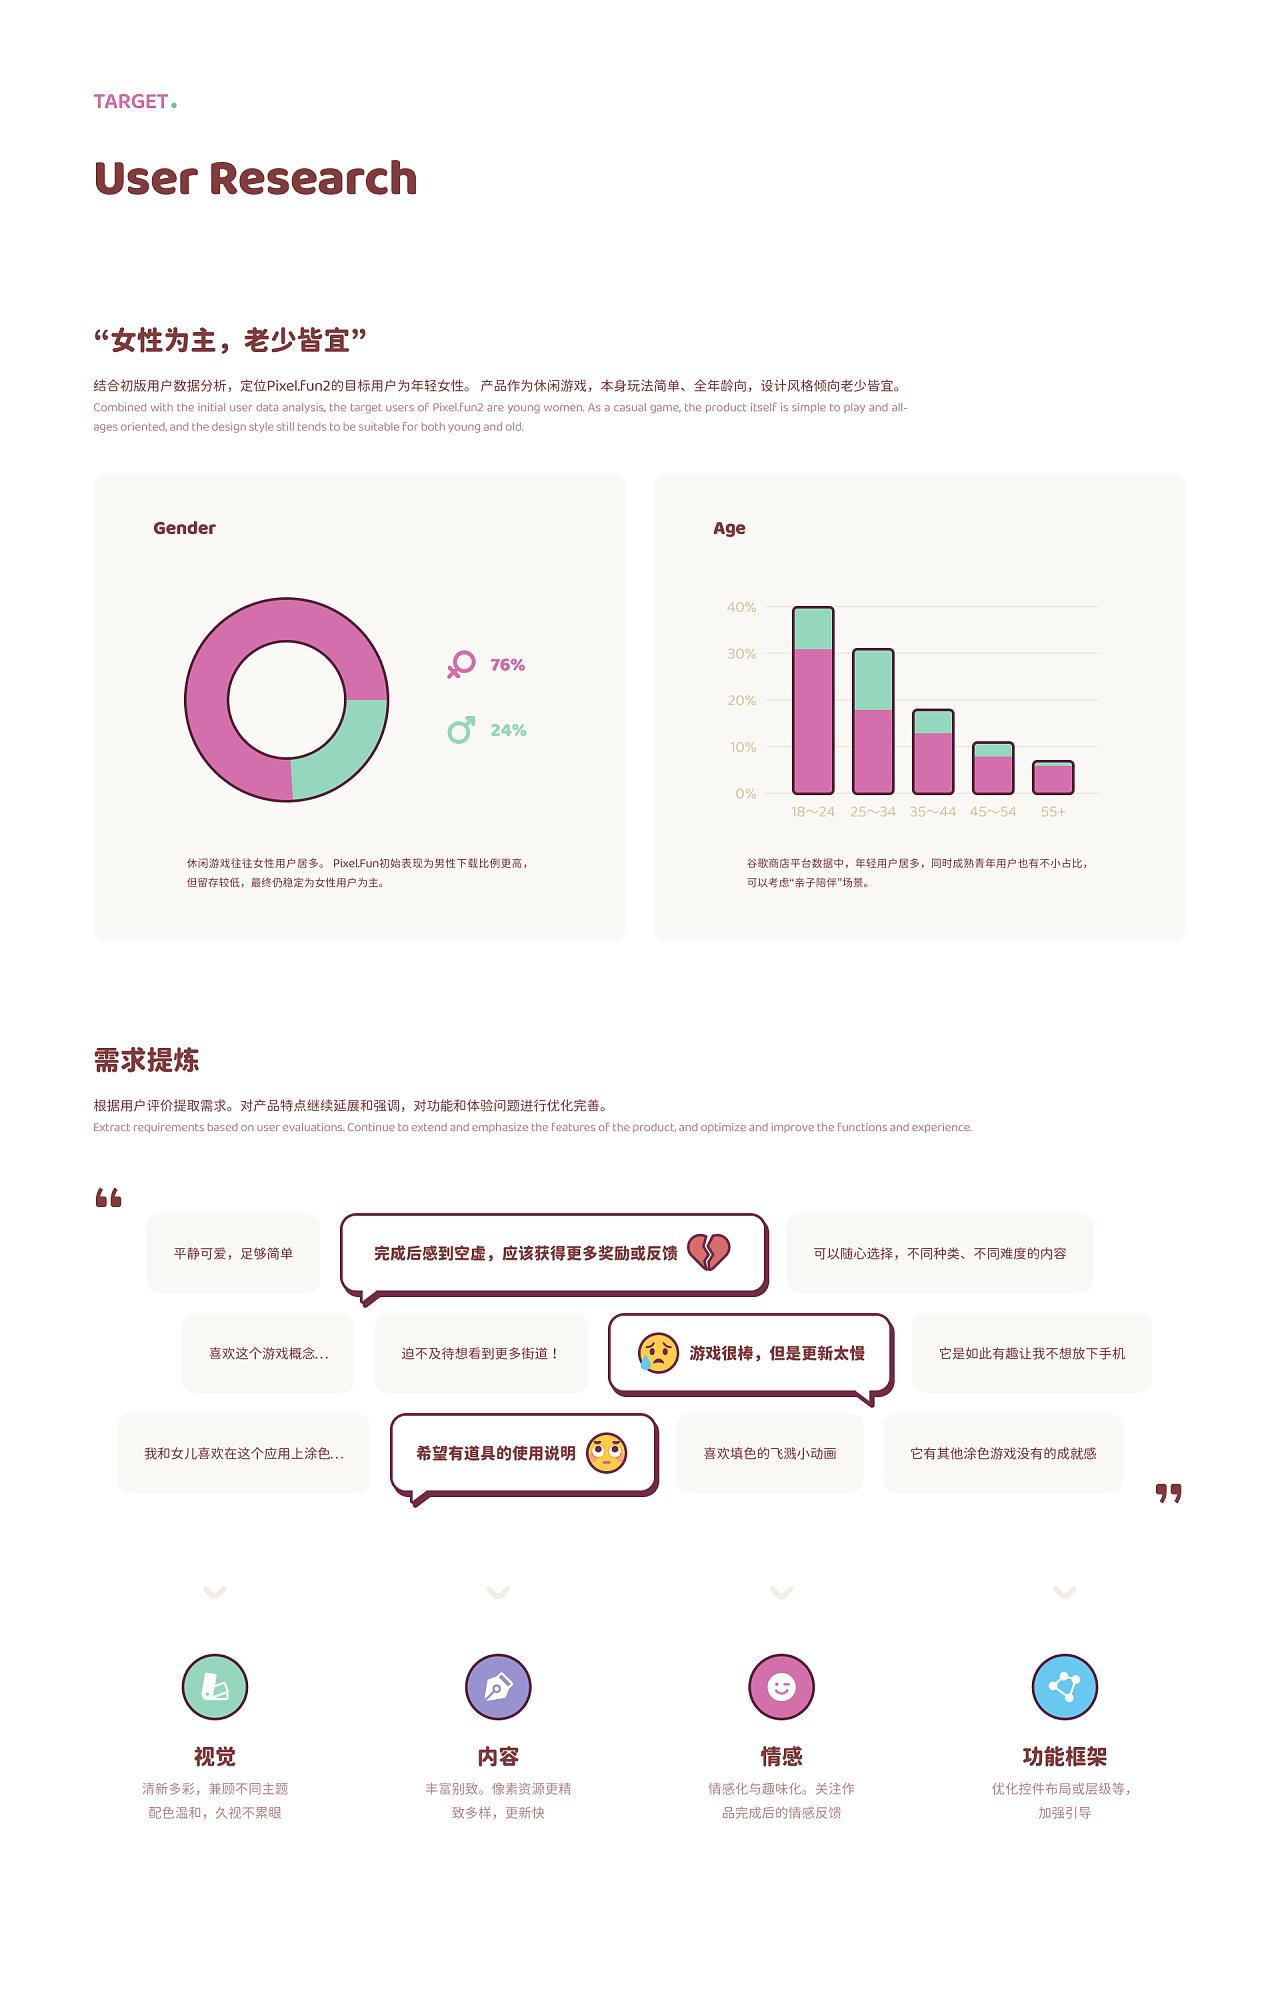 TARGET.
User Research
“女性为主，老少皆宜”
结合初版用户数据分析，定位Pixel.fun2的目标用户为年轻女性。 产品作为休闲游戏，本身玩法简单、全年龄向，设计风格倾向老少皆宜。
Combined with the initial user data analysis, the target users of Pixel.fun2 are young women. As a casual game, the product itself is simple to play and all-
ages oriented, and the design style still tends to be suitable for both young and old.
Gender
76%
24%
休闲游戏往往女性用户居多。 Pixel.Fun初始表现为男性下载比例更高，
但留存较低，最终仍稳定为女性用户为主。
Age
40%
30%
20%
10%
0%
18～24 25～34 35～44 45～54 55+
谷歌商店平台数据中，年轻用户居多，同时成熟青年用户也有不小占比，
可以考虑“亲子陪伴”场景。
需求提炼
根据用户评价提取需求。对产品特点继续延展和强调，对功能和体验问题进行优化完善。
Extract requirements based on user evaluations. Continue to extend and emphasize the features of the product, and optimize and improve the functions and experience.
“
平静可爱，足够简单
完成后感到空虚，应该获得更多奖励或反馈
可以随心选择，不同种类、不同难度的内容
喜欢这个游戏概念...
迫不及待想看到更多街道！
游戏很棒，但是更新太慢
它是如此有趣让我不想放下手机
我和女儿喜欢在这个应用上涂色...
希望有道具的使用说明
喜欢填色的飞溅小动画
它有其他涂色游戏没有的成就感
”
视觉
清新多彩，兼顾不同主题
配色温和，久视不累眼
内容
丰富别致。像素资源更精
致多样，更新快
情感
情感化与趣味化。关注作
品完成后的情感反馈
功能框架
优化控件布局或层级等，
加强引导